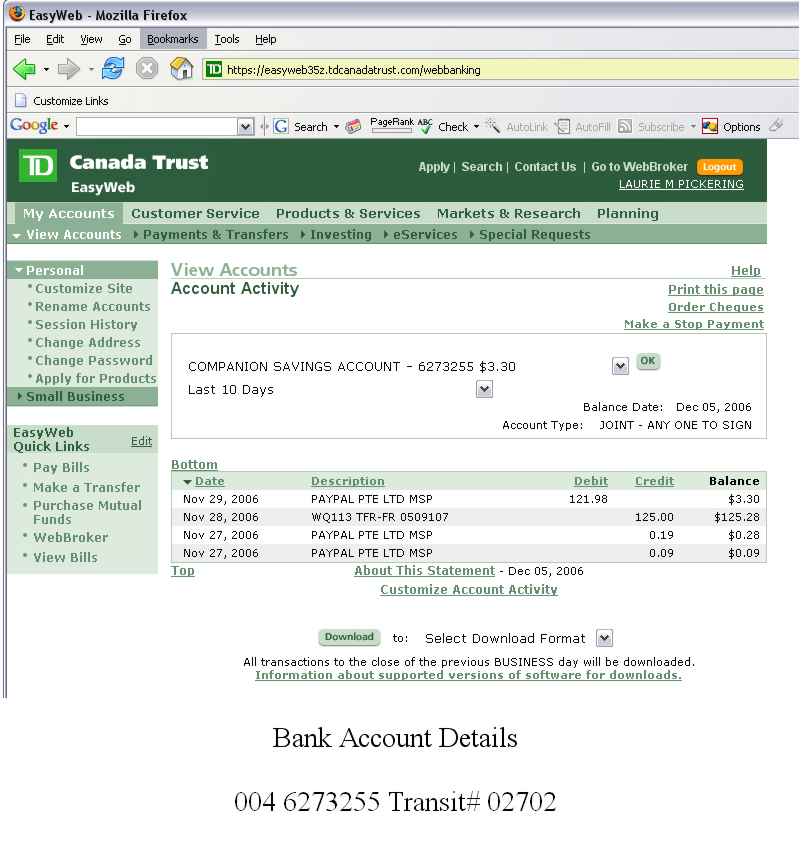 EasyWeb - Mozilla Firefox
File Edit View Go Bookmarks Tools Help
TD https://easyweb35z.tdcanadatrust.com/webbanking
Customize Links
Google G Search PageRank ABC Check AutoLink AutoFill Subscribe Options
TD Canada Trust
EasyWeb
Apply | Search | Contact Us | Go to WebBroker Logout
LAURIE M PICKERING
My Accounts Customer Service Products & Services Markets & Research Planning
View Accounts Payments & Transfers Investing eServices Special Requests
Personal
• Customize Site
• Rename Accounts
• Session History
• Change Address
• Change Password
• Apply for Products
Small Business
EasyWeb
Quick Links Edit
• Pay Bills
• Make a Transfer
• Purchase Mutual
Funds
• WebBroker
• View Bills
View Accounts Help
Account Activity Print this page
Order Cheques
Make a Stop Payment
COMPANION SAVINGS ACCOUNT - 6273255 $3.30 OK
Last 10 Days
Balance Date: Dec 05, 2006
Account Type: JOINT - ANY ONE TO SIGN
Bottom
Date Description Debit Credit Balance
Nov 29, 2006 PAYPAL PTE LTD MSP 121.98 $3.30
Nov 28, 2006 WQ113 TFR-FR 0509107 125.00 $125.28
Nov 27, 2006 PAYPAL PTE LTD MSP 0.19 $0.28
Nov 27, 2006 PAYPAL PTE LTD MSP 0.09 $0.09
Top About This Statement - Dec 05, 2006
Customize Account Activity
Download to: Select Download Format
All transactions to the close of the previous BUSINESS day will be downloaded.
Information about supported versions of software for downloads.
Bank Account Details
004 6273255 Transit# 02702